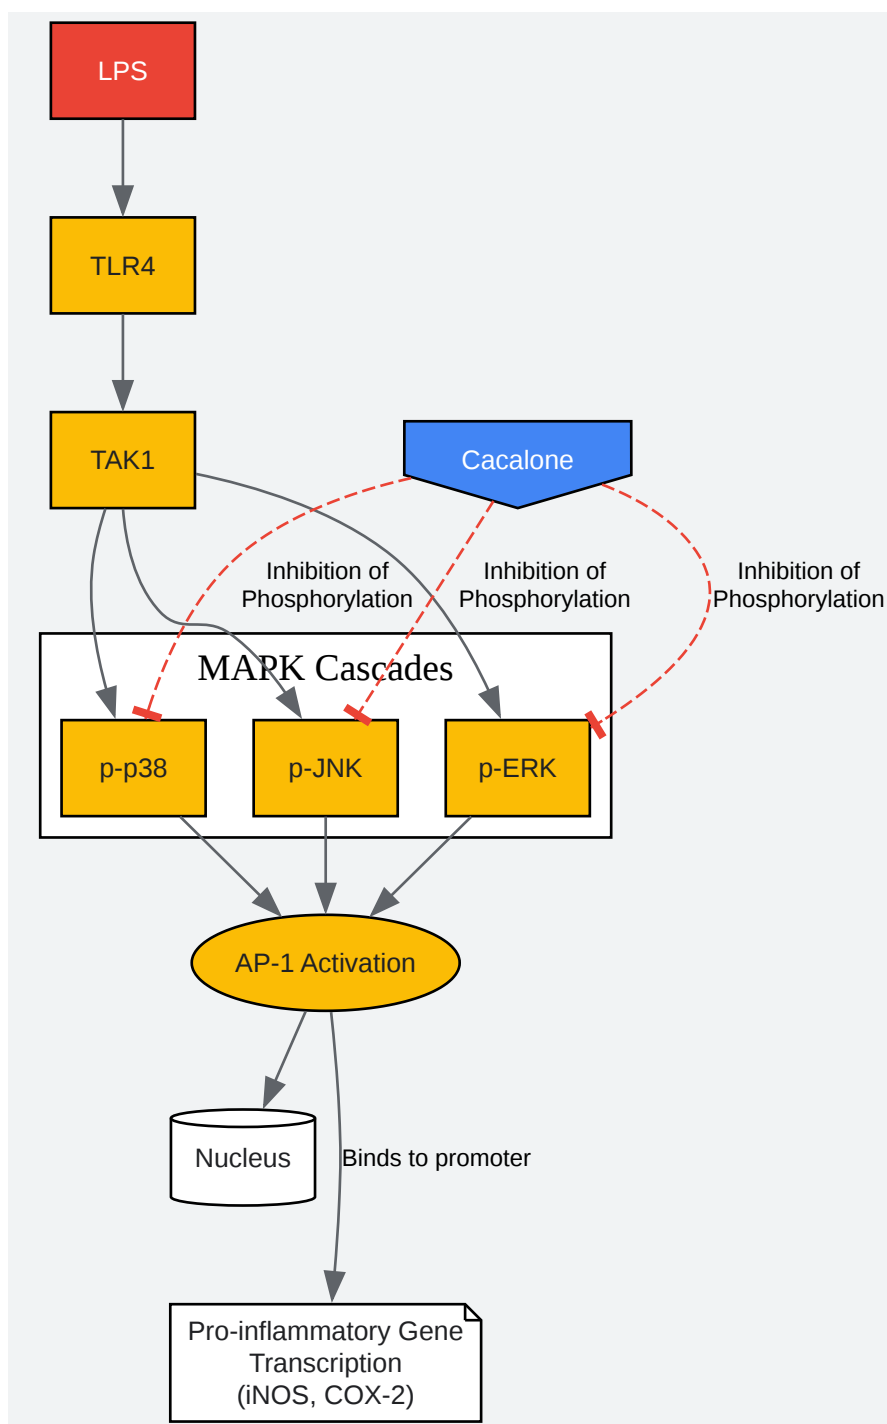 LPS
TLR4
TAK1
Cacalone
Inhibition of
Phosphorylation
Inhibition of
Phosphorylation
Inhibition of
Phosphorylation
MAPK Cascades
p-p38
p-JNK
p-ERK
AP-1 Activation
Nucleus
Binds to promoter
Pro-inflammatory Gene
Transcription
(iNOS, COX-2)